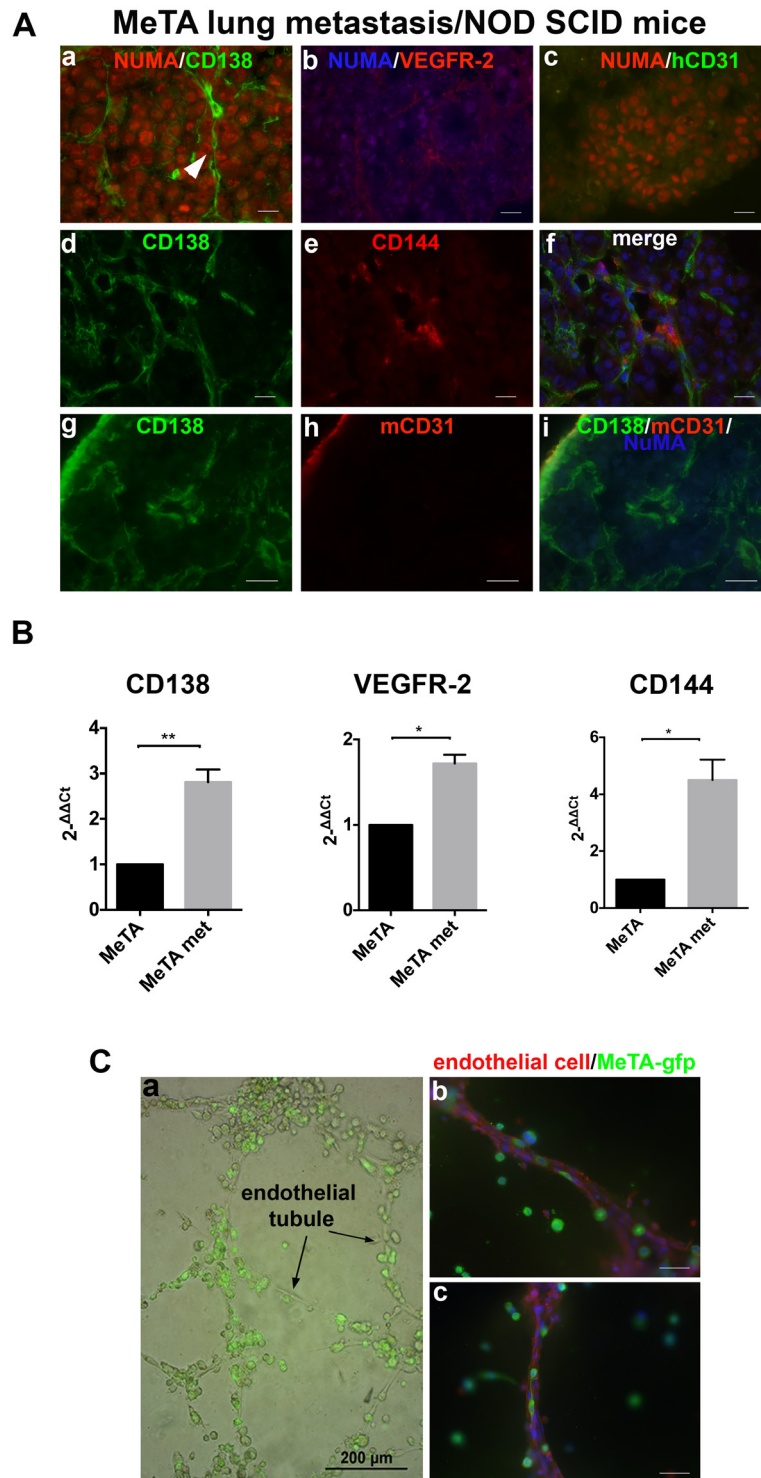 A
MeTA lung metastasis/NOD SCID mice
a
NUMA/CD138
b
NUMA/VEGFR-2
c
NUMA/hCD31
d
CD138
e
CD144
f
merge
g
CD138
h
mCD31
i
CD138/mCD31/
NuMA
B
CD138
4
3
2
1
0
2-ΔΔCt
**
MeTA
MeTA met
VEGFR-2
2
1
0
2-ΔΔCt
*
MeTA
MeTA met
CD144
6
4
2
0
2-ΔΔCt
*
MeTA
MeTA met
C
endothelial cell/MeTA-gfp
a
endothelial
tubule
200 µm
b
c